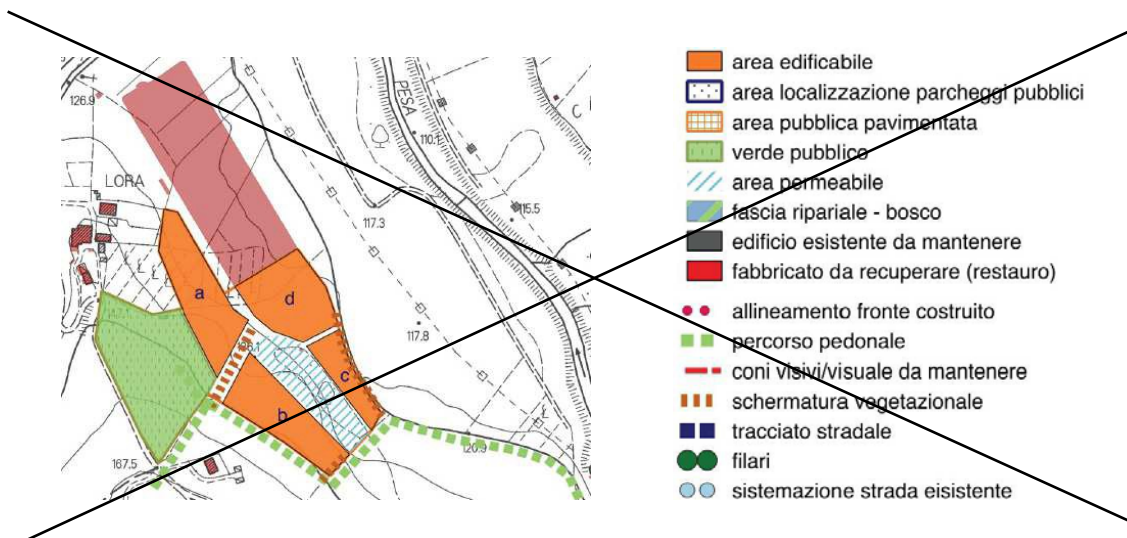 126.9
LORA
PESA
110.1
C
115.5
117.3
a
d
117.8
c
b
120.9
167.5
area edificabile
area localizzazione parcheggi pubblici
area pubblica pavimentata
verde pubblico
area permeabile
fascia ripariale - bosco
edificio esistente da mantenere
fabbricato da recuperare (restauro)
allineamento fronte costruito
percorso pedonale
coni visivi/visuale da mantenere
schermatura vegetazionale
tracciato stradale
filari
sistemazione strada eisistente